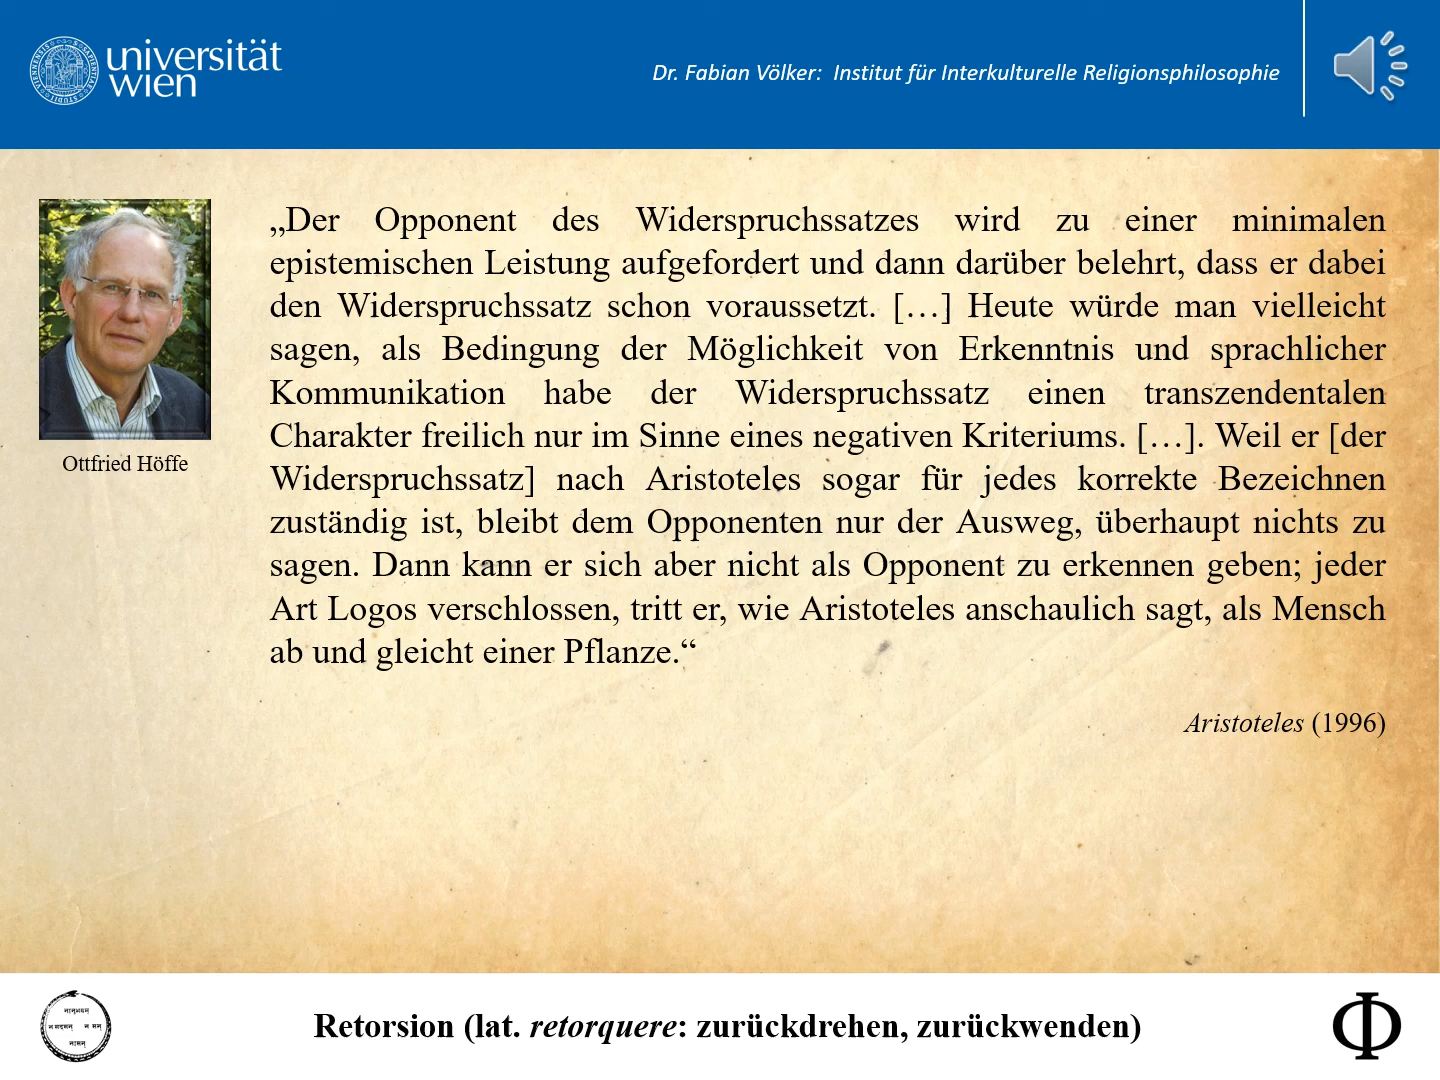 universität
wien
Dr. Fabian Völker: Institut für Interkulturelle Religionsphilosophie
„Der Opponent des Widerspruchssatzes wird zu einer minimalen
epistemischen Leistung aufgefordert und dann darüber belehrt, dass er dabei
den Widerspruchssatz schon voraussetzt. […] Heute würde man vielleicht
sagen, als Bedingung der Möglichkeit von Erkenntnis und sprachlicher
Kommunikation habe der Widerspruchssatz einen transzendentalen
Charakter freilich nur im Sinne eines negativen Kriteriums. […]. Weil er [der
Widerspruchssatz] nach Aristoteles sogar für jedes korrekte Bezeichnen
zuständig ist, bleibt dem Opponenten nur der Ausweg, überhaupt nichts zu
sagen. Dann kann er sich aber nicht als Opponent zu erkennen geben; jeder
Art Logos verschlossen, tritt er, wie Aristoteles anschaulich sagt, als Mensch
ab und gleicht einer Pflanze.“
Ottfried Höffe
Aristoteles (1996)
Retorsion (lat. retorquere: zurückdrehen, zurückwenden)
Φ